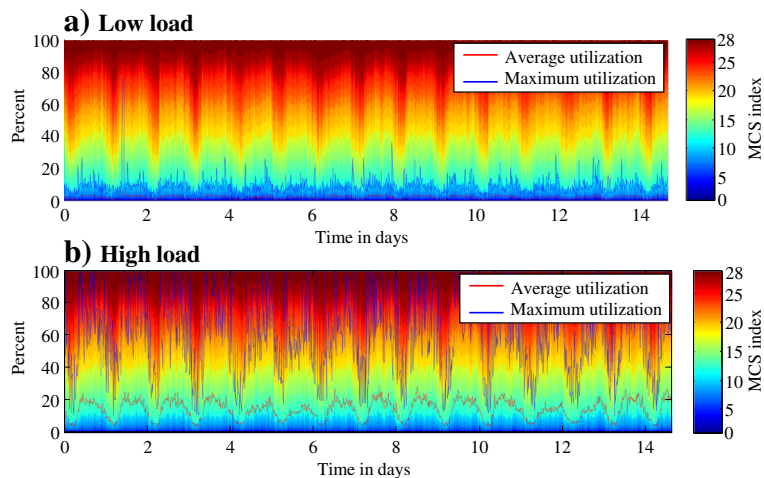 a) Low load
100
80
60
40
20
0
Percent
Average utilization
Maximum utilization
0 2 4 6 8 10 12 14
Time in days
28
25
20
15
10
5
0
MCS index
b) High load
100
80
60
40
20
0
Percent
Average utilization
Maximum utilization
0 2 4 6 8 10 12 14
Time in days
28
25
20
15
10
5
0
MCS index